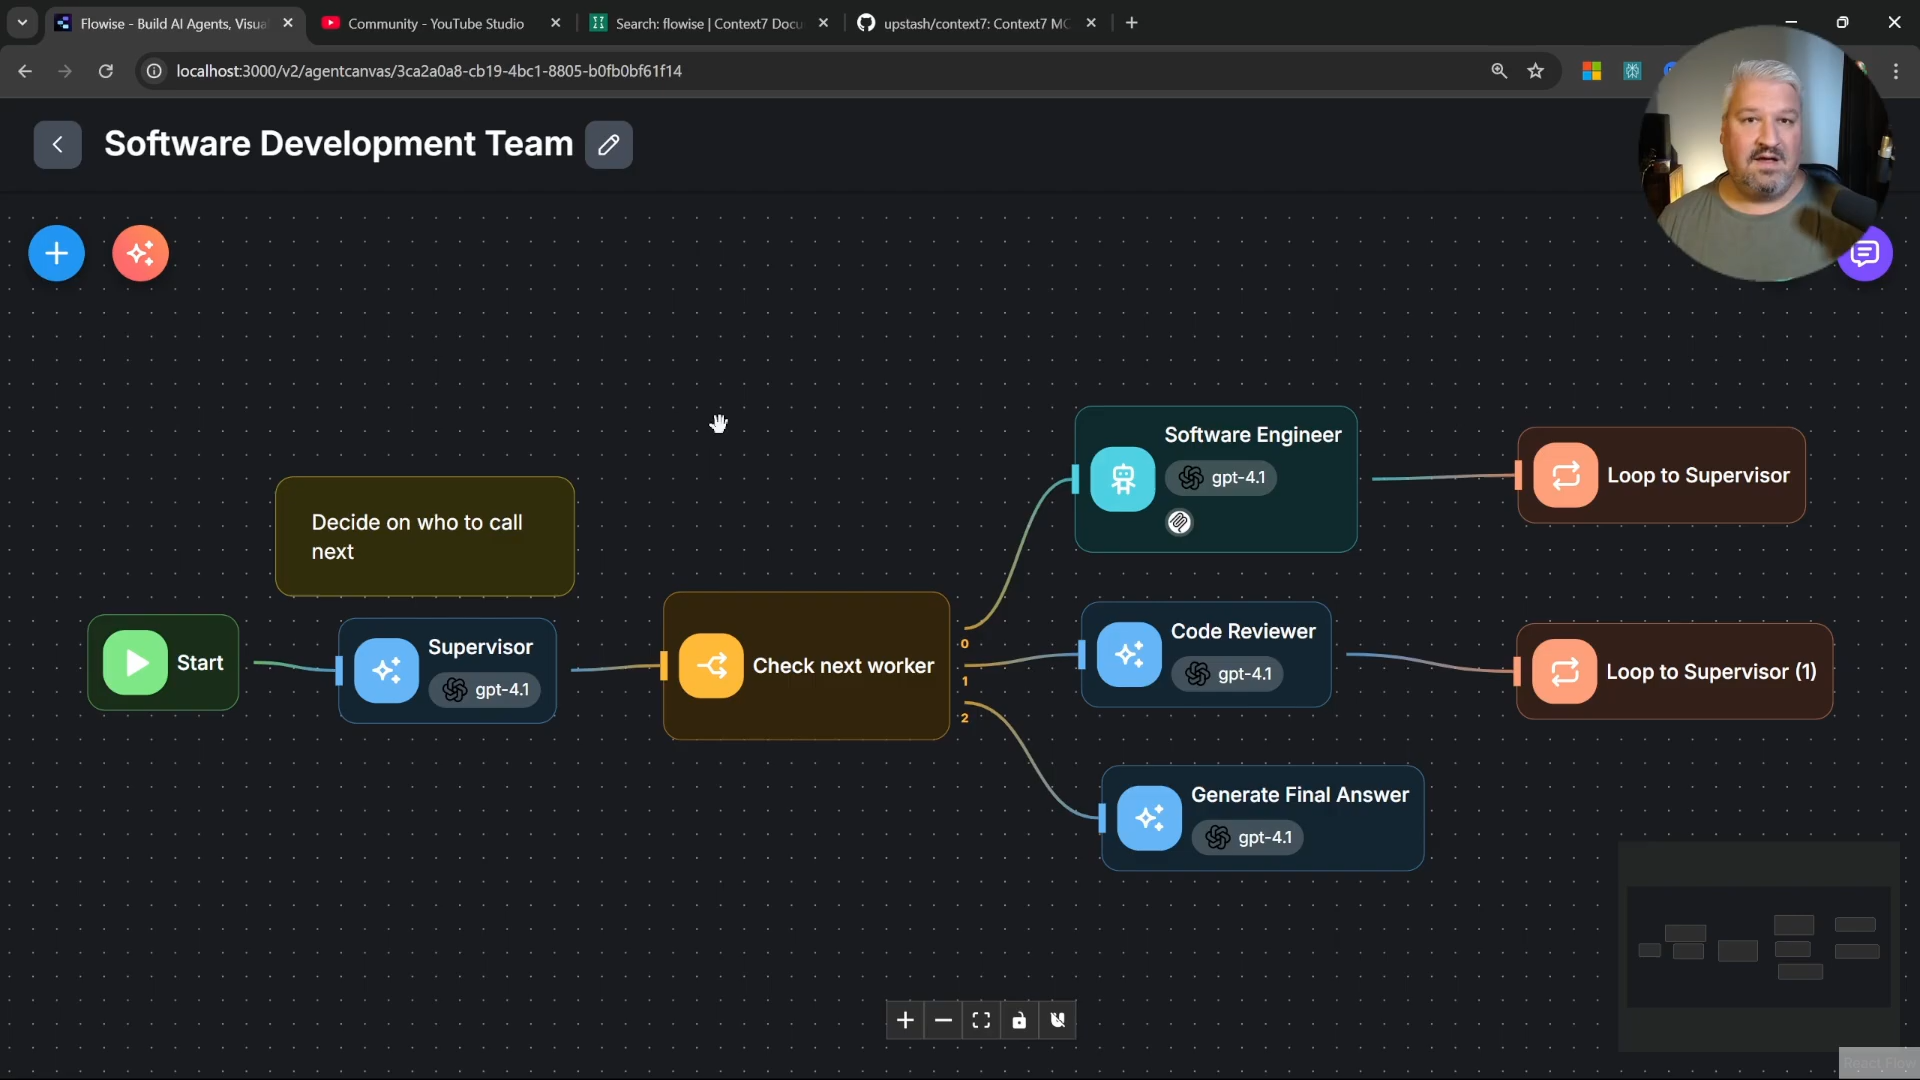 Flowise - Build AI Agents, Visua
Community - YouTube Studio
Search: flowise | Context7 Docu
upstash/context7: Context7 MC
localhost:3000/v2/agentcanvas/3ca2a0a8-cb19-4bc1-8805-b0fb0bf61f14
Software Development Team
Software Engineer
gpt-4.1
Loop to Supervisor
Decide on who to call
next
Start
Supervisor
gpt-4.1
Check next worker
0
1
2
Code Reviewer
gpt-4.1
Loop to Supervisor (1)
Generate Final Answer
gpt-4.1
React Flow